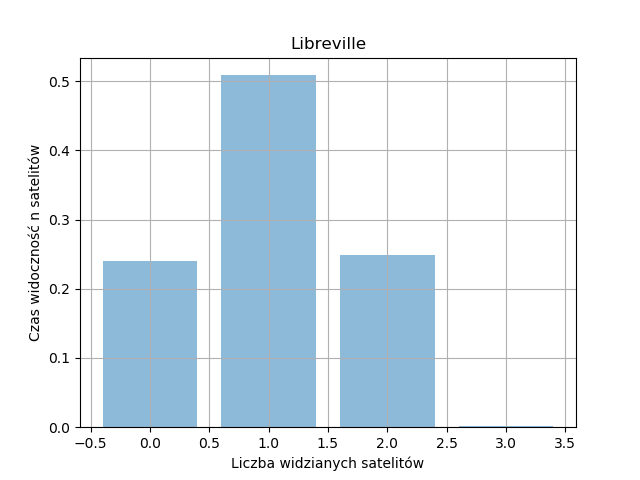 Libreville
Czas widoczność n satelitów
0.5
0.4
0.3
0.2
0.1
0.0
−0.5 0.0 0.5 1.0 1.5 2.0 2.5 3.0 3.5
Liczba widzianych satelitów